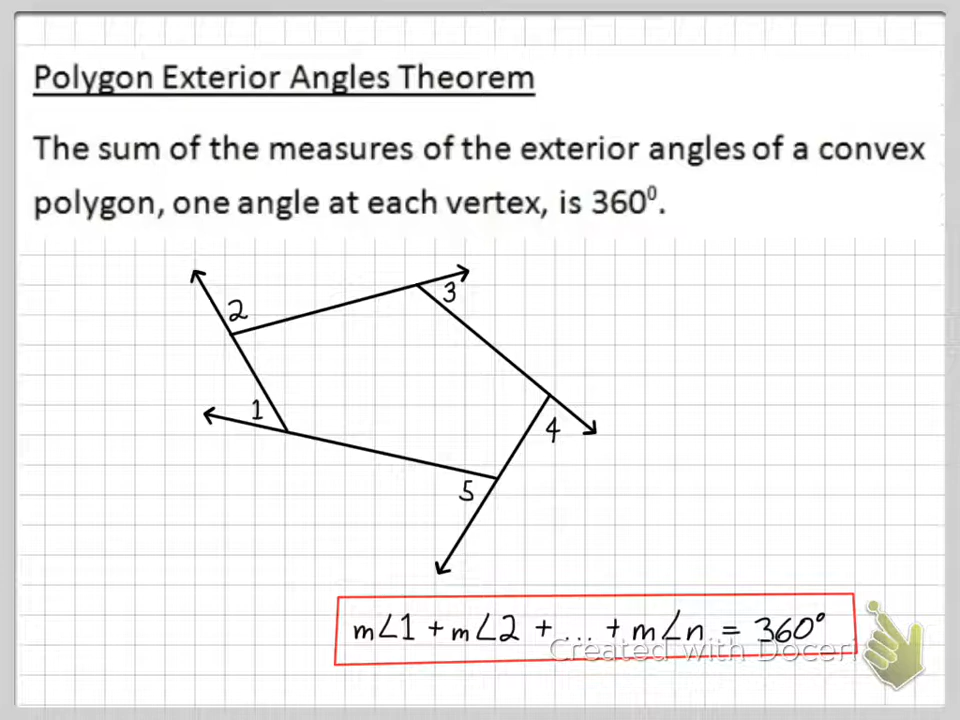 Polygon Exterior Angles Theorem
The sum of the measures of the exterior angles of a convex
polygon, one angle at each vertex, is 360⁰.
2
3
1
4
5
m∠1 + m∠2 + ... + m∠n = 360°
Created with Doceri